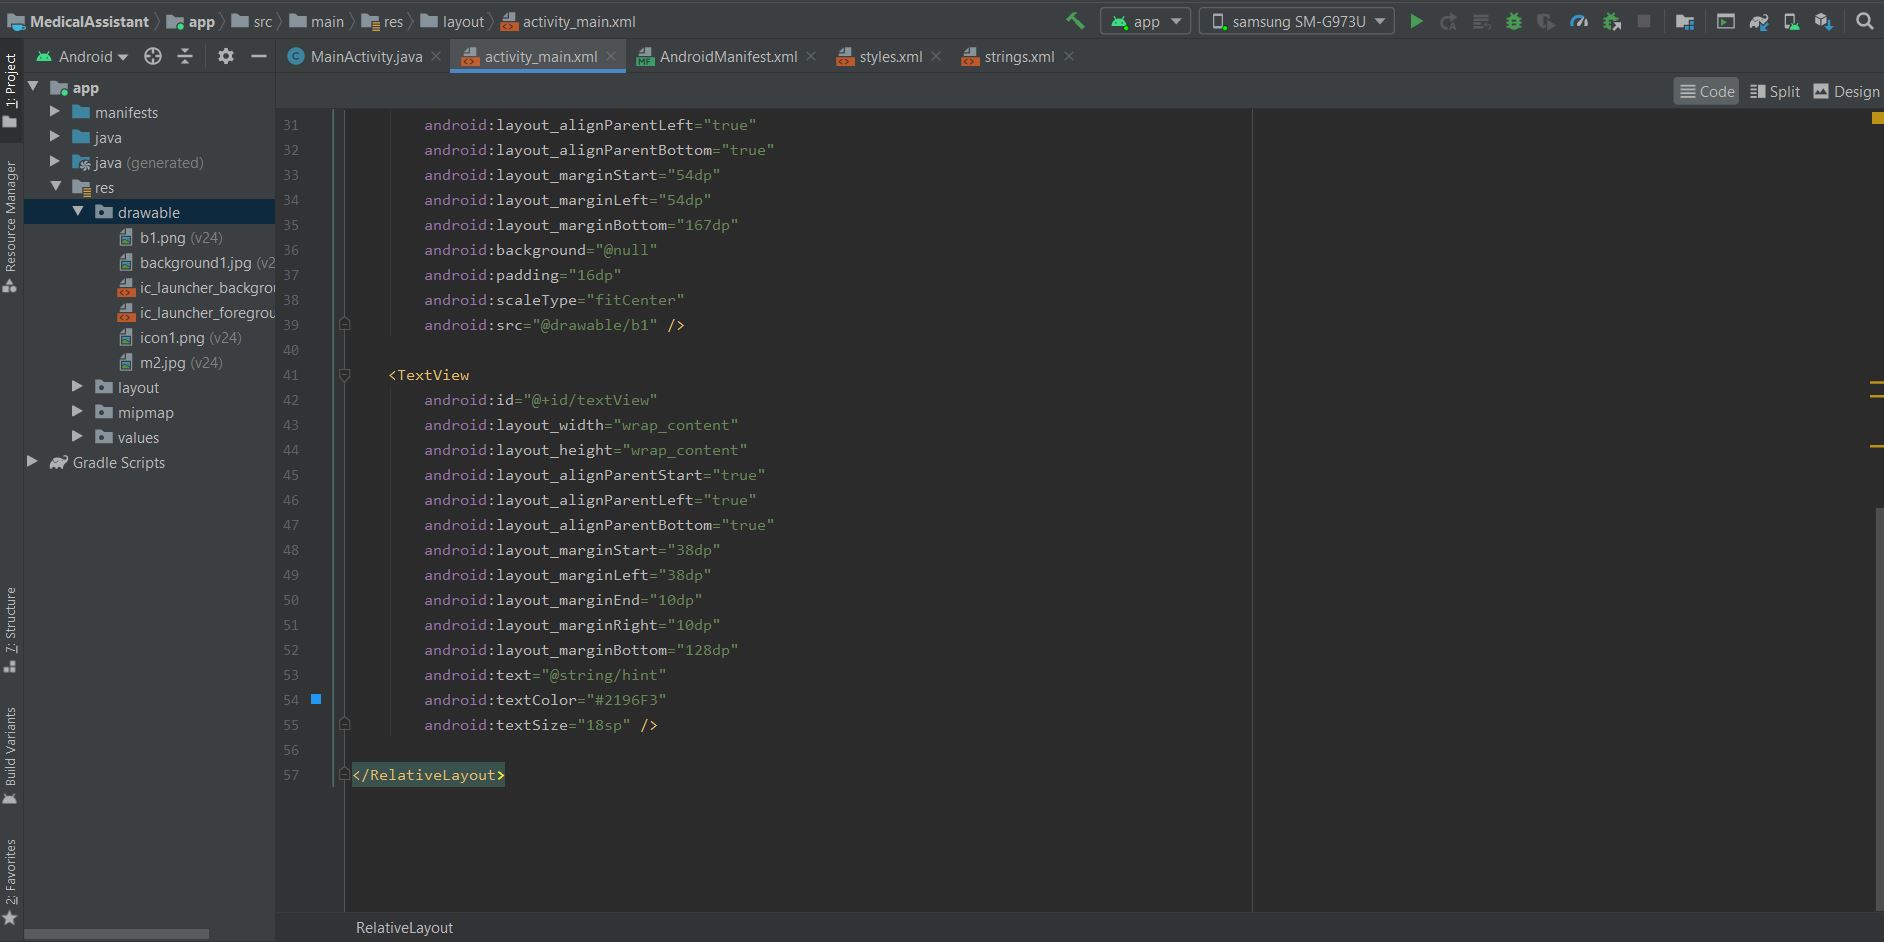 MedicalAssistant app src main res layout activity_main.xml app samsung SM-G973U
Android MainActivity.java activity_main.xml AndroidManifest.xml styles.xml strings.xml
Code Split Design
1: Project
Resource Manager
7: Structure
Build Variants
2: Favorites
app
manifests
java
java (generated)
res
drawable
b1.png (v24)
background1.jpg (v2
ic_launcher_backgrou
ic_launcher_foregrou
icon1.png (v24)
m2.jpg (v24)
layout
mipmap
values
Gradle Scripts
31 android:layout_alignParentLeft="true"
32 android:layout_alignParentBottom="true"
33 android:layout_marginStart="54dp"
34 android:layout_marginLeft="54dp"
35 android:layout_marginBottom="167dp"
36 android:background="@null"
37 android:padding="16dp"
38 android:scaleType="fitCenter"
39 android:src="@drawable/b1" />
40
41 <TextView
42 android:id="@+id/textView"
43 android:layout_width="wrap_content"
44 android:layout_height="wrap_content"
45 android:layout_alignParentStart="true"
46 android:layout_alignParentLeft="true"
47 android:layout_alignParentBottom="true"
48 android:layout_marginStart="38dp"
49 android:layout_marginLeft="38dp"
50 android:layout_marginEnd="10dp"
51 android:layout_marginRight="10dp"
52 android:layout_marginBottom="128dp"
53 android:text="@string/hint"
54 android:textColor="#2196F3"
55 android:textSize="18sp" />
56
57 </RelativeLayout>
RelativeLayout